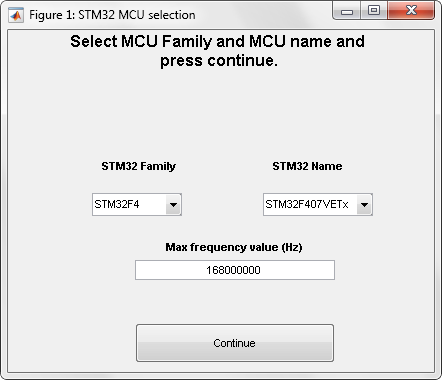 Figure 1: STM32 MCU selection
Select MCU Family and MCU name and
press continue.
STM32 Family
STM32 Name
STM32F4
STM32F407VETx
Max frequency value (Hz)
168000000
Continue